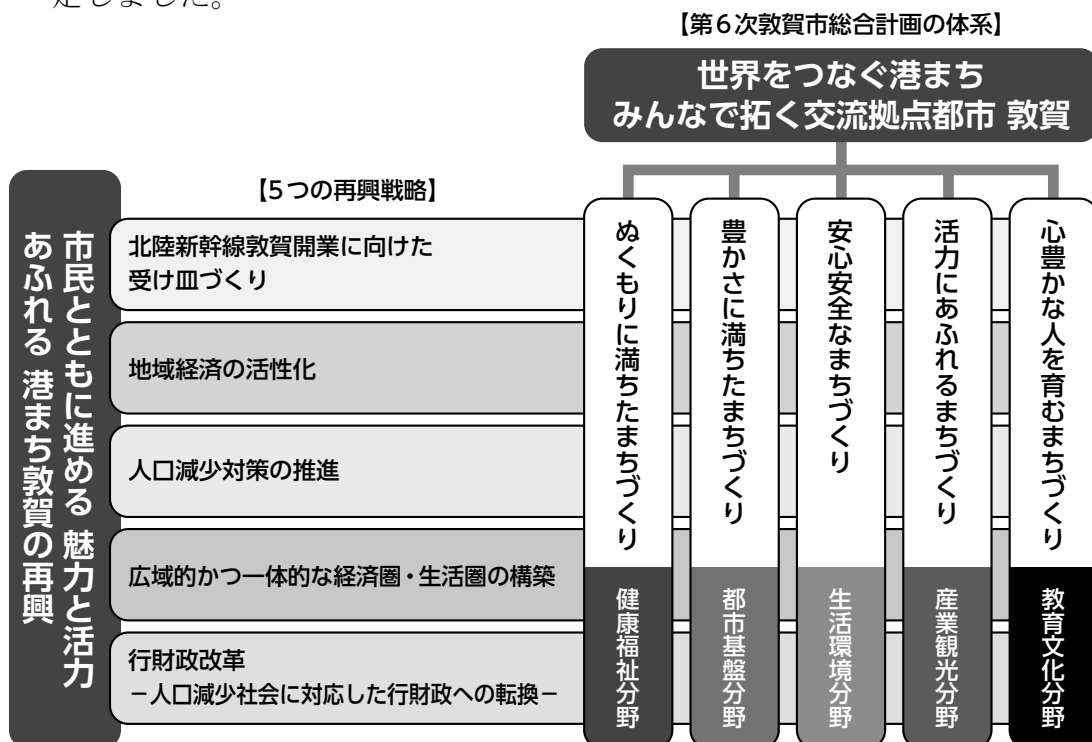 定しました。
【第６次敦賀市総合計画の体系】
世界をつなぐ港まち
みんなで拓く交流拠点都市 敦賀
【５つの再興戦略】
市民とともに進める 魅力と活力
あふれる 港まち敦賀の再興
北陸新幹線敦賀開業に向けた
受け皿づくり
地域経済の活性化
人口減少対策の推進
広域的かつ一体的な経済圏・生活圏の構築
行財政改革
－人口減少社会に対応した行財政への転換－
ぬくもりに満ちたまちづくり
健康福祉分野
豊かさに満ちたまちづくり
都市基盤分野
安心安全なまちづくり
生活環境分野
活力にあふれるまちづくり
産業観光分野
心豊かな人を育むまちづくり
教育文化分野